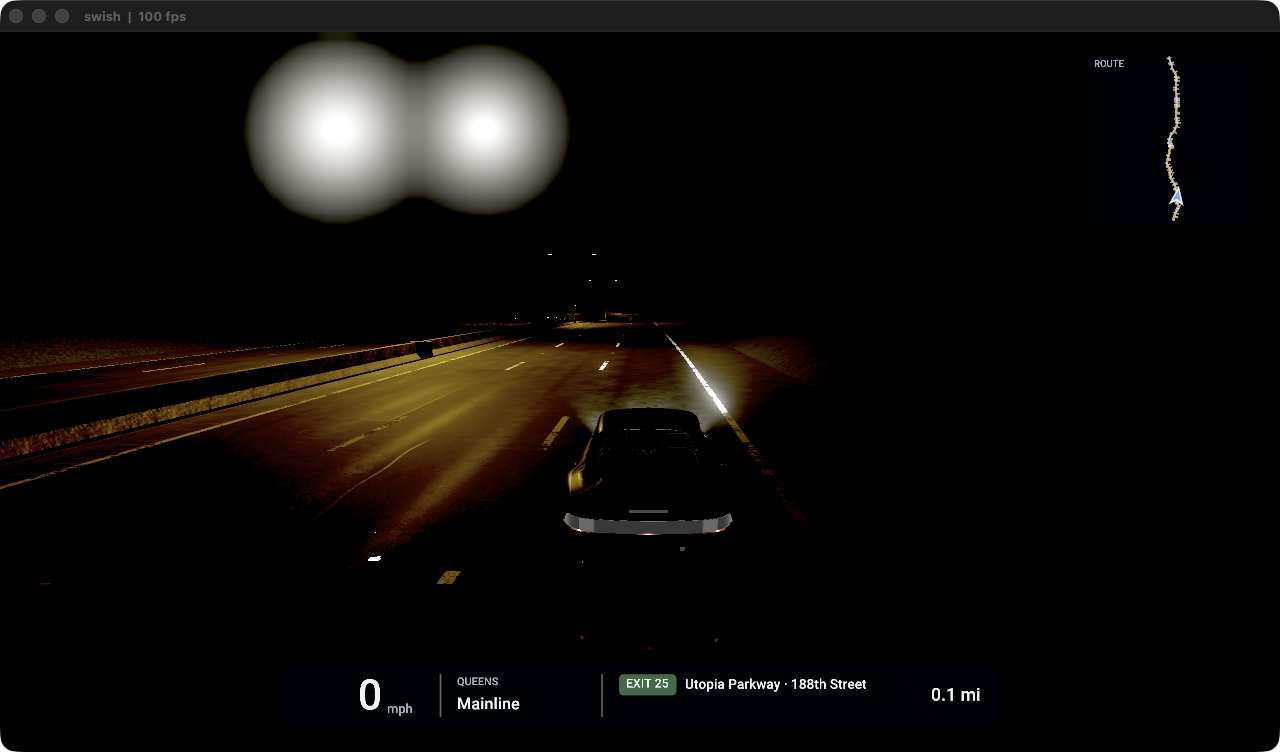 swish | 100 fps
ROUTE
0 mph
QUEENS
Mainline
EXIT 25 Utopia Parkway · 188th Street
0.1 mi